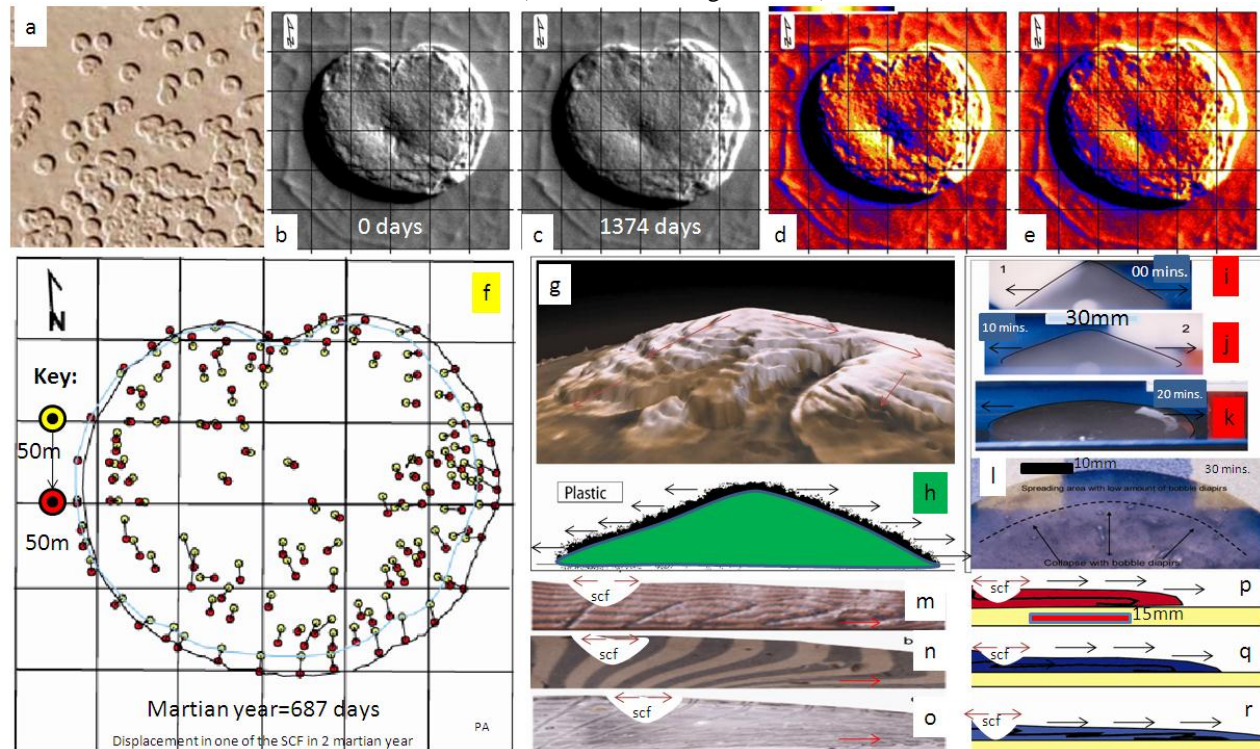 a
b
0 days
c
1374 days
d
e
f
N
Key:
50m
50m
Martian year=687 days
Displacement in one of the SCF in 2 martian year
PA
g
Plastic
h
1
00 mins.
i
30mm
10 mins.
2
j
20 mins.
k
l
10mm
30 mins.
Spreading area with low amount of bobble diapirs
Collapse with bobble diapirs
scf
m
scf
n
scf
o
scf
p
15mm
scf
q
scf
r